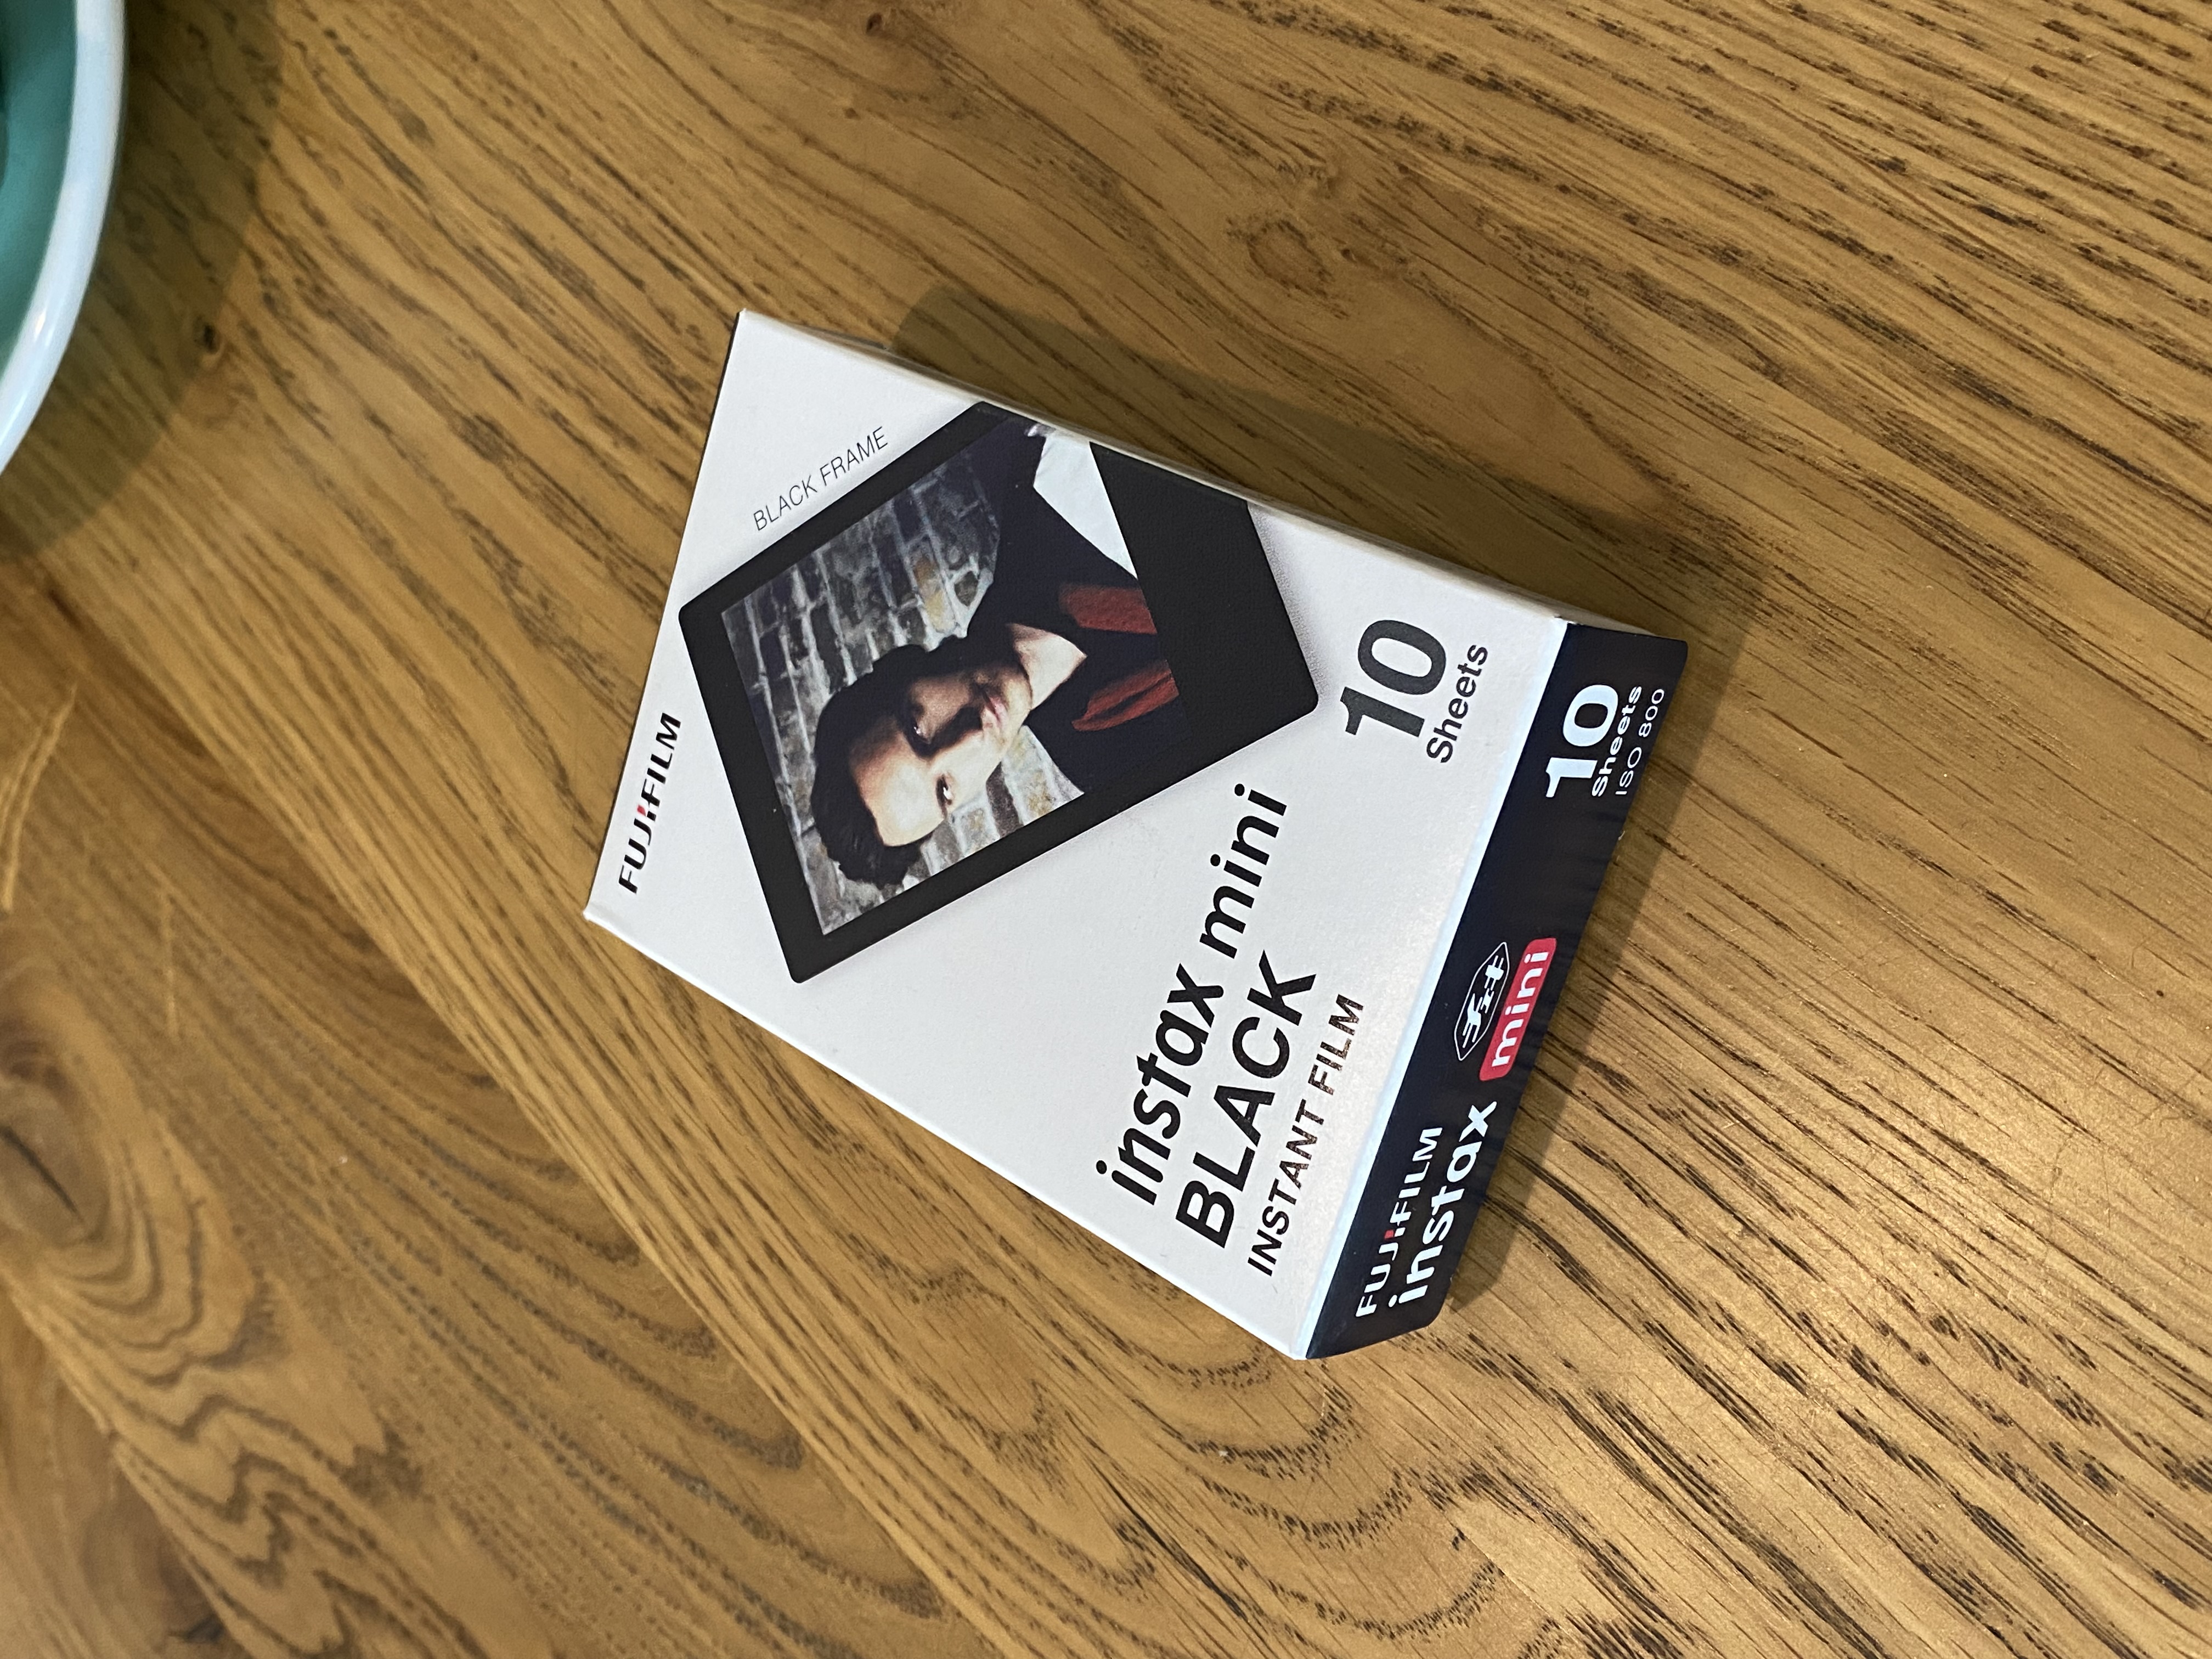 FUJIFILM
BLACK FRAME
instax mini
BLACK
INSTANT FILM
10
Sheets
FUJIFILM
instax
mini
10
Sheets
ISO 800